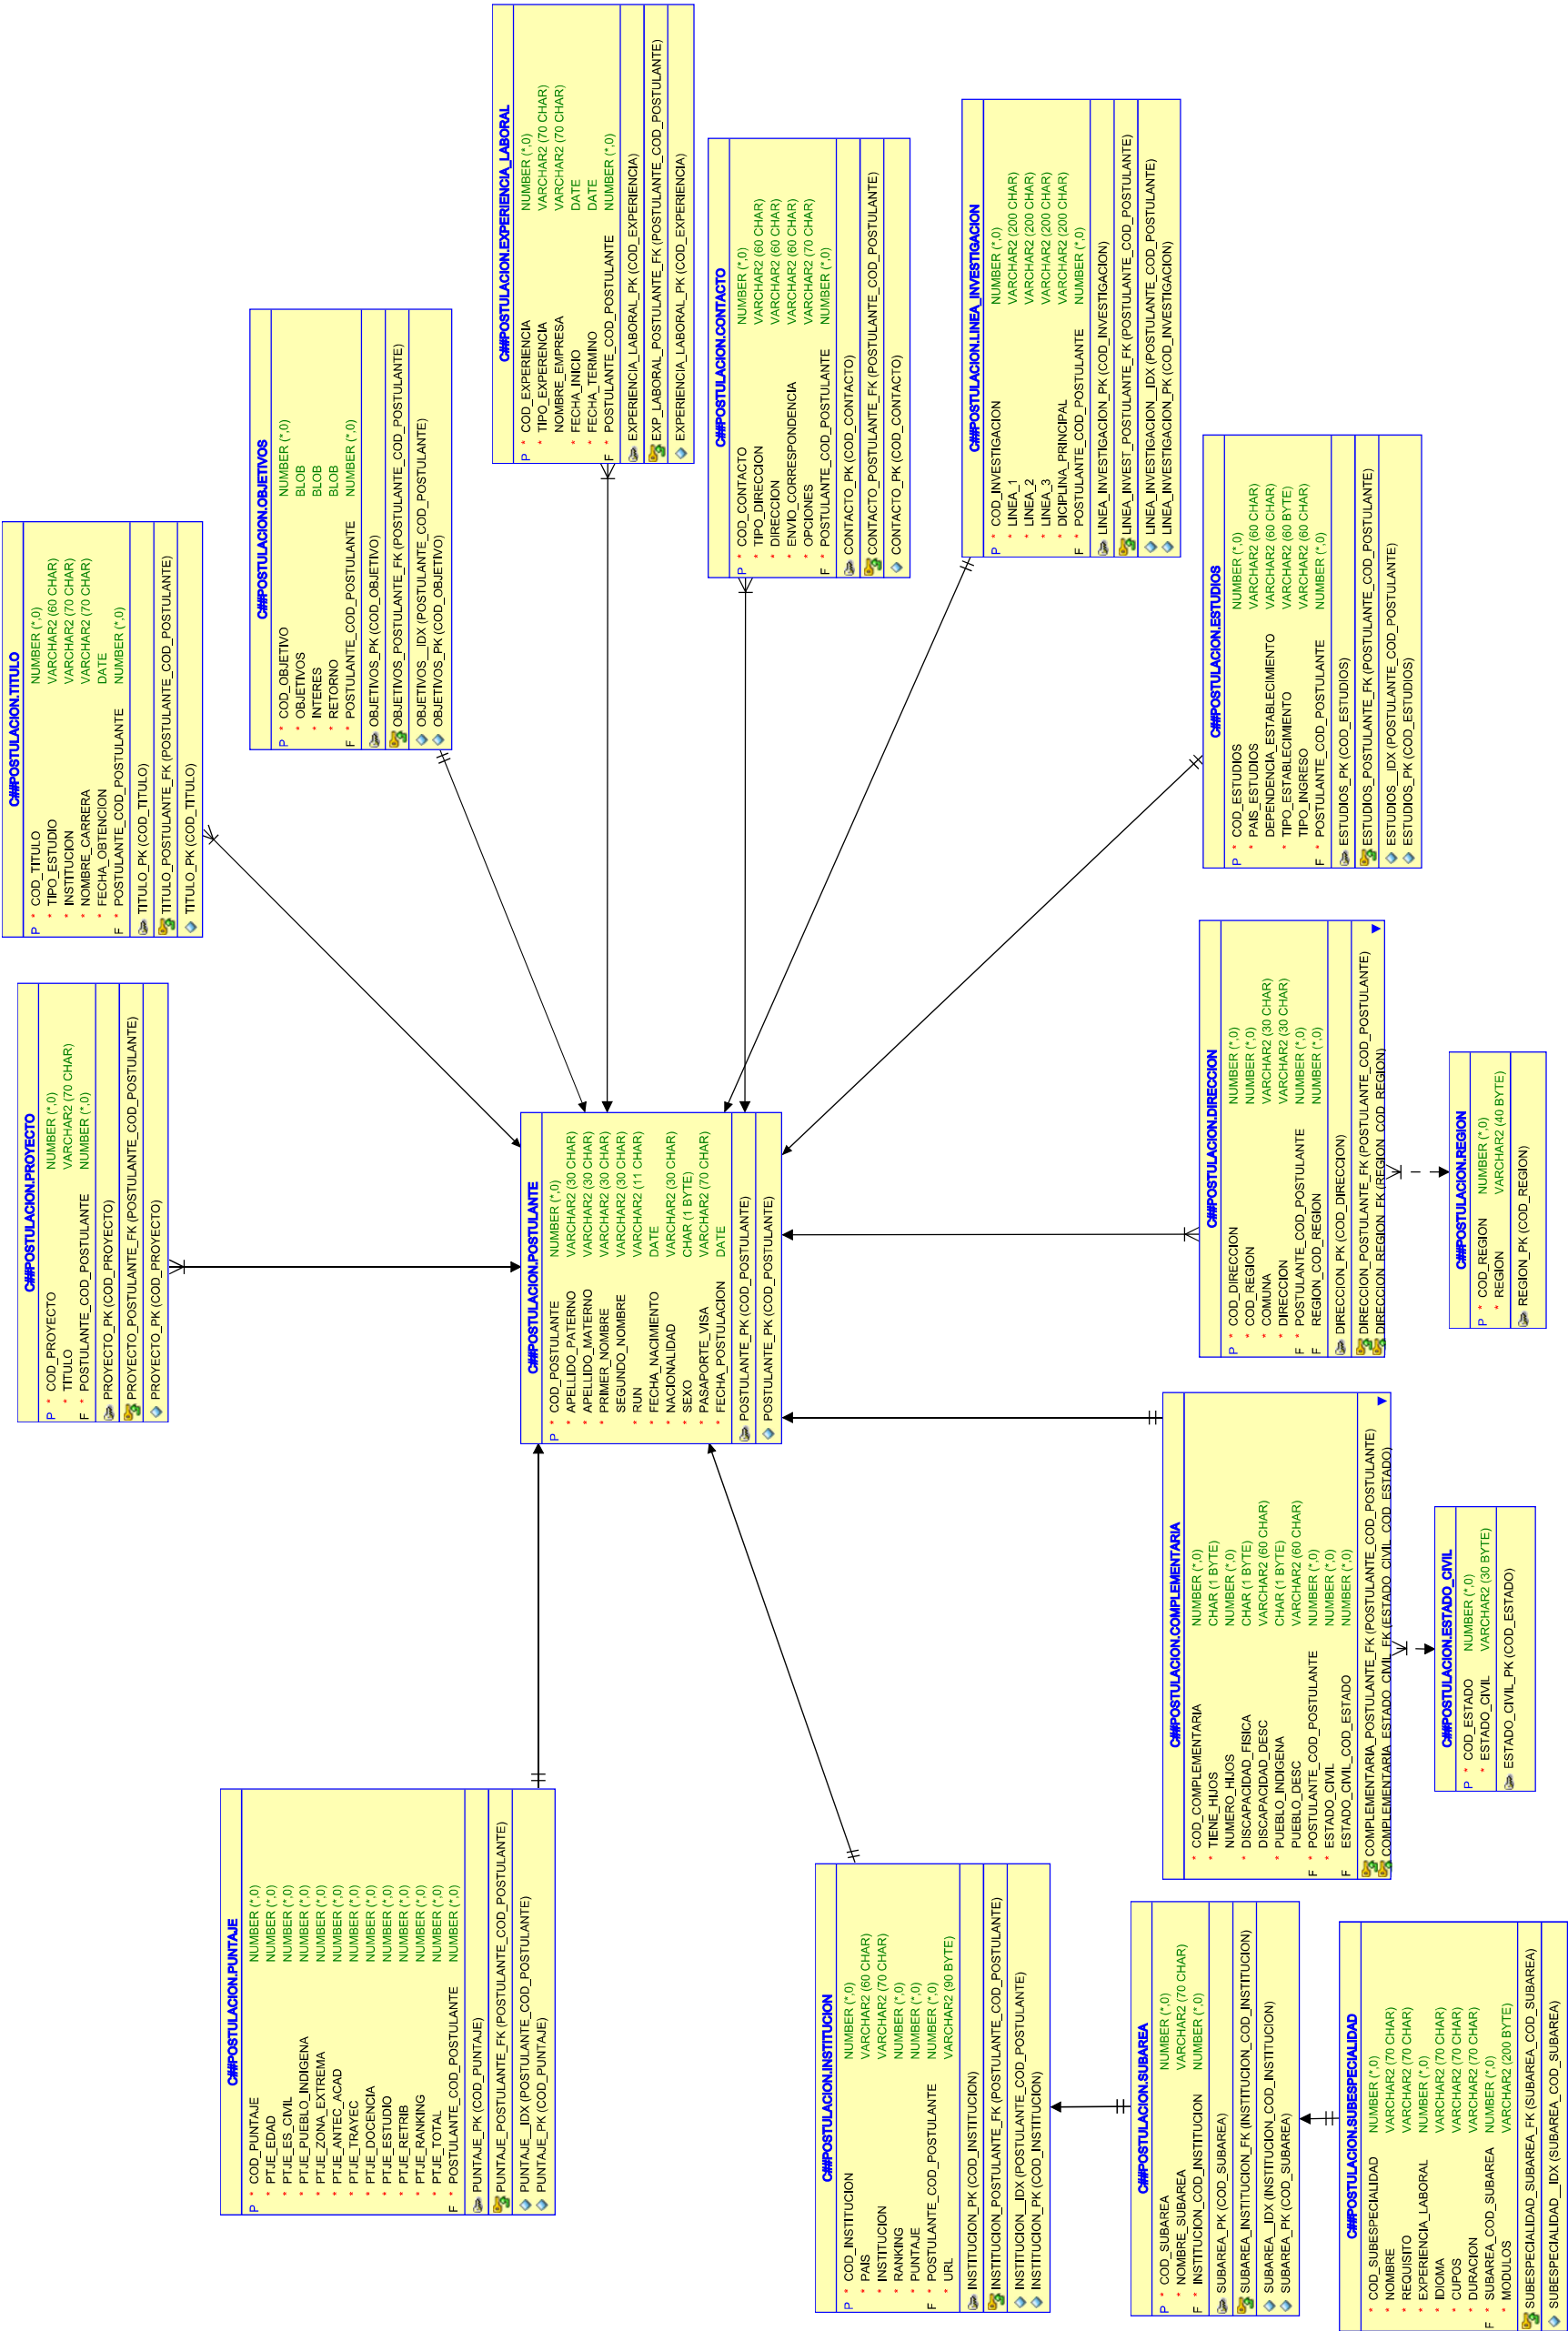 C##POSTULACION.TITULO
P * COD_TITULO NUMBER (*,0)
* TIPO_ESTUDIO VARCHAR2 (60 CHAR)
* INSTITUCION VARCHAR2 (70 CHAR)
* NOMBRE_CARRERA VARCHAR2 (70 CHAR)
* FECHA_OBTENCION DATE
F * POSTULANTE_COD_POSTULANTE NUMBER (*,0)
TITULO_PK (COD_TITULO)
TITULO_POSTULANTE_FK (POSTULANTE_COD_POSTULANTE)
TITULO_PK (COD_TITULO)
C##POSTULACION.OBJETIVOS
P * COD_OBJETIVO NUMBER (*,0)
* OBJETIVOS BLOB
* INTERES BLOB
* RETORNO BLOB
F * POSTULANTE_COD_POSTULANTE NUMBER (*,0)
OBJETIVOS_PK (COD_OBJETIVO)
OBJETIVOS_POSTULANTE_FK (POSTULANTE_COD_POSTULANTE)
OBJETIVOS__IDX (POSTULANTE_COD_POSTULANTE)
OBJETIVOS_PK (COD_OBJETIVO)
C##POSTULACION.EXPERIENCIA_LABORAL
P * COD_EXPERIENCIA NUMBER (*,0)
* TIPO_EXPERENCIA VARCHAR2 (70 CHAR)
NOMBRE_EMPRESA VARCHAR2 (70 CHAR)
* FECHA_INICIO DATE
* FECHA_TERMINO DATE
F * POSTULANTE_COD_POSTULANTE NUMBER (*,0)
EXPERIENCIA_LABORAL_PK (COD_EXPERIENCIA)
EXP_LABORAL_POSTULANTE_FK (POSTULANTE_COD_POSTULANTE)
EXPERIENCIA_LABORAL_PK (COD_EXPERIENCIA)
C##POSTULACION.CONTACTO
P * COD_CONTACTO NUMBER (*,0)
* TIPO_DIRECCION VARCHAR2 (60 CHAR)
* DIRECCION VARCHAR2 (60 CHAR)
* ENVIO_CORRESPONDENCIA VARCHAR2 (60 CHAR)
* OPCIONES VARCHAR2 (70 CHAR)
F * POSTULANTE_COD_POSTULANTE NUMBER (*,0)
CONTACTO_PK (COD_CONTACTO)
CONTACTO_POSTULANTE_FK (POSTULANTE_COD_POSTULANTE)
CONTACTO_PK (COD_CONTACTO)
C##POSTULACION.LINEA_INVESTIGACION
P * COD_INVESTIGACION NUMBER (*,0)
* LINEA_1 VARCHAR2 (200 CHAR)
* LINEA_2 VARCHAR2 (200 CHAR)
* LINEA_3 VARCHAR2 (200 CHAR)
* DICIPLINA_PRINCIPAL VARCHAR2 (200 CHAR)
F * POSTULANTE_COD_POSTULANTE NUMBER (*,0)
LINEA_INVESTIGACION_PK (COD_INVESTIGACION)
LINEA_INVEST_POSTULANTE_FK (POSTULANTE_COD_POSTULANTE)
LINEA_INVESTIGACION__IDX (POSTULANTE_COD_POSTULANTE)
LINEA_INVESTIGACION_PK (COD_INVESTIGACION)
C##POSTULACION.ESTUDIOS
P * COD_ESTUDIOS NUMBER (*,0)
* PAIS_ESTUDIOS VARCHAR2 (60 CHAR)
DEPENDENCIA_ESTABLECIMIENTO VARCHAR2 (60 CHAR)
* TIPO_ESTABLECIMIENTO VARCHAR2 (60 BYTE)
TIPO_INGRESO VARCHAR2 (60 CHAR)
F * POSTULANTE_COD_POSTULANTE NUMBER (*,0)
ESTUDIOS_PK (COD_ESTUDIOS)
ESTUDIOS_POSTULANTE_FK (POSTULANTE_COD_POSTULANTE)
ESTUDIOS__IDX (POSTULANTE_COD_POSTULANTE)
ESTUDIOS_PK (COD_ESTUDIOS)
C##POSTULACION.PROYECTO
P * COD_PROYECTO NUMBER (*,0)
* TITULO VARCHAR2 (70 CHAR)
F * POSTULANTE_COD_POSTULANTE NUMBER (*,0)
PROYECTO_PK (COD_PROYECTO)
PROYECTO_POSTULANTE_FK (POSTULANTE_COD_POSTULANTE)
PROYECTO_PK (COD_PROYECTO)
C##POSTULACION.POSTULANTE
P * COD_POSTULANTE NUMBER (*,0)
* APELLIDO_PATERNO VARCHAR2 (30 CHAR)
* APELLIDO_MATERNO VARCHAR2 (30 CHAR)
* PRIMER_NOMBRE VARCHAR2 (30 CHAR)
SEGUNDO_NOMBRE VARCHAR2 (30 CHAR)
* RUN VARCHAR2 (11 CHAR)
* FECHA_NACIMIENTO DATE
* NACIONALIDAD VARCHAR2 (30 CHAR)
* SEXO CHAR (1 BYTE)
* PASAPORTE_VISA VARCHAR2 (70 CHAR)
* FECHA_POSTULACION DATE
POSTULANTE_PK (COD_POSTULANTE)
POSTULANTE_PK (COD_POSTULANTE)
C##POSTULACION.DIRECCION
P * COD_DIRECCION NUMBER (*,0)
* COD_REGION NUMBER (*,0)
* COMUNA VARCHAR2 (30 CHAR)
* DIRECCION VARCHAR2 (30 CHAR)
F * POSTULANTE_COD_POSTULANTE NUMBER (*,0)
F REGION_COD_REGION NUMBER (*,0)
DIRECCION_PK (COD_DIRECCION)
DIRECCION_POSTULANTE_FK (POSTULANTE_COD_POSTULANTE)
DIRECCION_REGION_FK (REGION_COD_REGION)
C##POSTULACION.REGION
P * COD_REGION NUMBER (*,0)
* REGION VARCHAR2 (40 BYTE)
REGION_PK (COD_REGION)
C##POSTULACION.PUNTAJE
P * COD_PUNTAJE NUMBER (*,0)
* PTJE_EDAD NUMBER (*,0)
* PTJE_ES_CIVIL NUMBER (*,0)
* PTJE_PUEBLO_INDIGENA NUMBER (*,0)
* PTJE_ZONA_EXTREMA NUMBER (*,0)
* PTJE_ANTEC_ACAD NUMBER (*,0)
* PTJE_TRAYEC NUMBER (*,0)
* PTJE_DOCENCIA NUMBER (*,0)
* PTJE_ESTUDIO NUMBER (*,0)
* PTJE_RETRIB NUMBER (*,0)
* PTJE_RANKING NUMBER (*,0)
* PTJE_TOTAL NUMBER (*,0)
F * POSTULANTE_COD_POSTULANTE NUMBER (*,0)
PUNTAJE_PK (COD_PUNTAJE)
PUNTAJE_POSTULANTE_FK (POSTULANTE_COD_POSTULANTE)
PUNTAJE__IDX (POSTULANTE_COD_POSTULANTE)
PUNTAJE_PK (COD_PUNTAJE)
C##POSTULACION.INSTITUCION
P * COD_INSTITUCION NUMBER (*,0)
* PAIS VARCHAR2 (60 CHAR)
* INSTITUCION VARCHAR2 (70 CHAR)
* RANKING NUMBER (*,0)
* PUNTAJE NUMBER (*,0)
F * POSTULANTE_COD_POSTULANTE NUMBER (*,0)
* URL VARCHAR2 (90 BYTE)
INSTITUCION_PK (COD_INSTITUCION)
INSTITUCION_POSTULANTE_FK (POSTULANTE_COD_POSTULANTE)
INSTITUCION__IDX (POSTULANTE_COD_POSTULANTE)
INSTITUCION_PK (COD_INSTITUCION)
C##POSTULACION.COMPLEMENTARIA
* COD_COMPLEMENTARIA NUMBER (*,0)
* TIENE_HIJOS CHAR (1 BYTE)
NUMERO_HIJOS NUMBER (*,0)
* DISCAPACIDAD_FISICA CHAR (1 BYTE)
DISCAPACIDAD_DESC VARCHAR2 (60 CHAR)
* PUEBLO_INDIGENA CHAR (1 BYTE)
PUEBLO_DESC VARCHAR2 (60 CHAR)
F * POSTULANTE_COD_POSTULANTE NUMBER (*,0)
* ESTADO_CIVIL NUMBER (*,0)
F ESTADO_CIVIL_COD_ESTADO NUMBER (*,0)
COMPLEMENTARIA_POSTULANTE_FK (POSTULANTE_COD_POSTULANTE)
COMPLEMENTARIA_ESTADO_CIVIL_FK (ESTADO_CIVIL_COD_ESTADO)
C##POSTULACION.ESTADO_CIVIL
P * COD_ESTADO NUMBER (*,0)
* ESTADO_CIVIL VARCHAR2 (30 BYTE)
ESTADO_CIVIL_PK (COD_ESTADO)
C##POSTULACION.SUBAREA
P * COD_SUBAREA NUMBER (*,0)
* NOMBRE_SUBAREA VARCHAR2 (70 CHAR)
F * INSTITUCION_COD_INSTITUCION NUMBER (*,0)
SUBAREA_PK (COD_SUBAREA)
SUBAREA_INSTITUCION_FK (INSTITUCION_COD_INSTITUCION)
SUBAREA__IDX (INSTITUCION_COD_INSTITUCION)
SUBAREA_PK (COD_SUBAREA)
C##POSTULACION.SUBESPECIALIDAD
* COD_SUBESPECIALIDAD NUMBER (*,0)
* NOMBRE VARCHAR2 (70 CHAR)
* REQUISITO VARCHAR2 (70 CHAR)
* EXPERIENCIA_LABORAL NUMBER (*,0)
* IDIOMA VARCHAR2 (70 CHAR)
* CUPOS VARCHAR2 (70 CHAR)
* DURACION VARCHAR2 (70 CHAR)
F * SUBAREA_COD_SUBAREA NUMBER (*,0)
* MODULOS VARCHAR2 (200 BYTE)
SUBESPECIALIDAD_SUBAREA_FK (SUBAREA_COD_SUBAREA)
SUBESPECIALIDAD__IDX (SUBAREA_COD_SUBAREA)